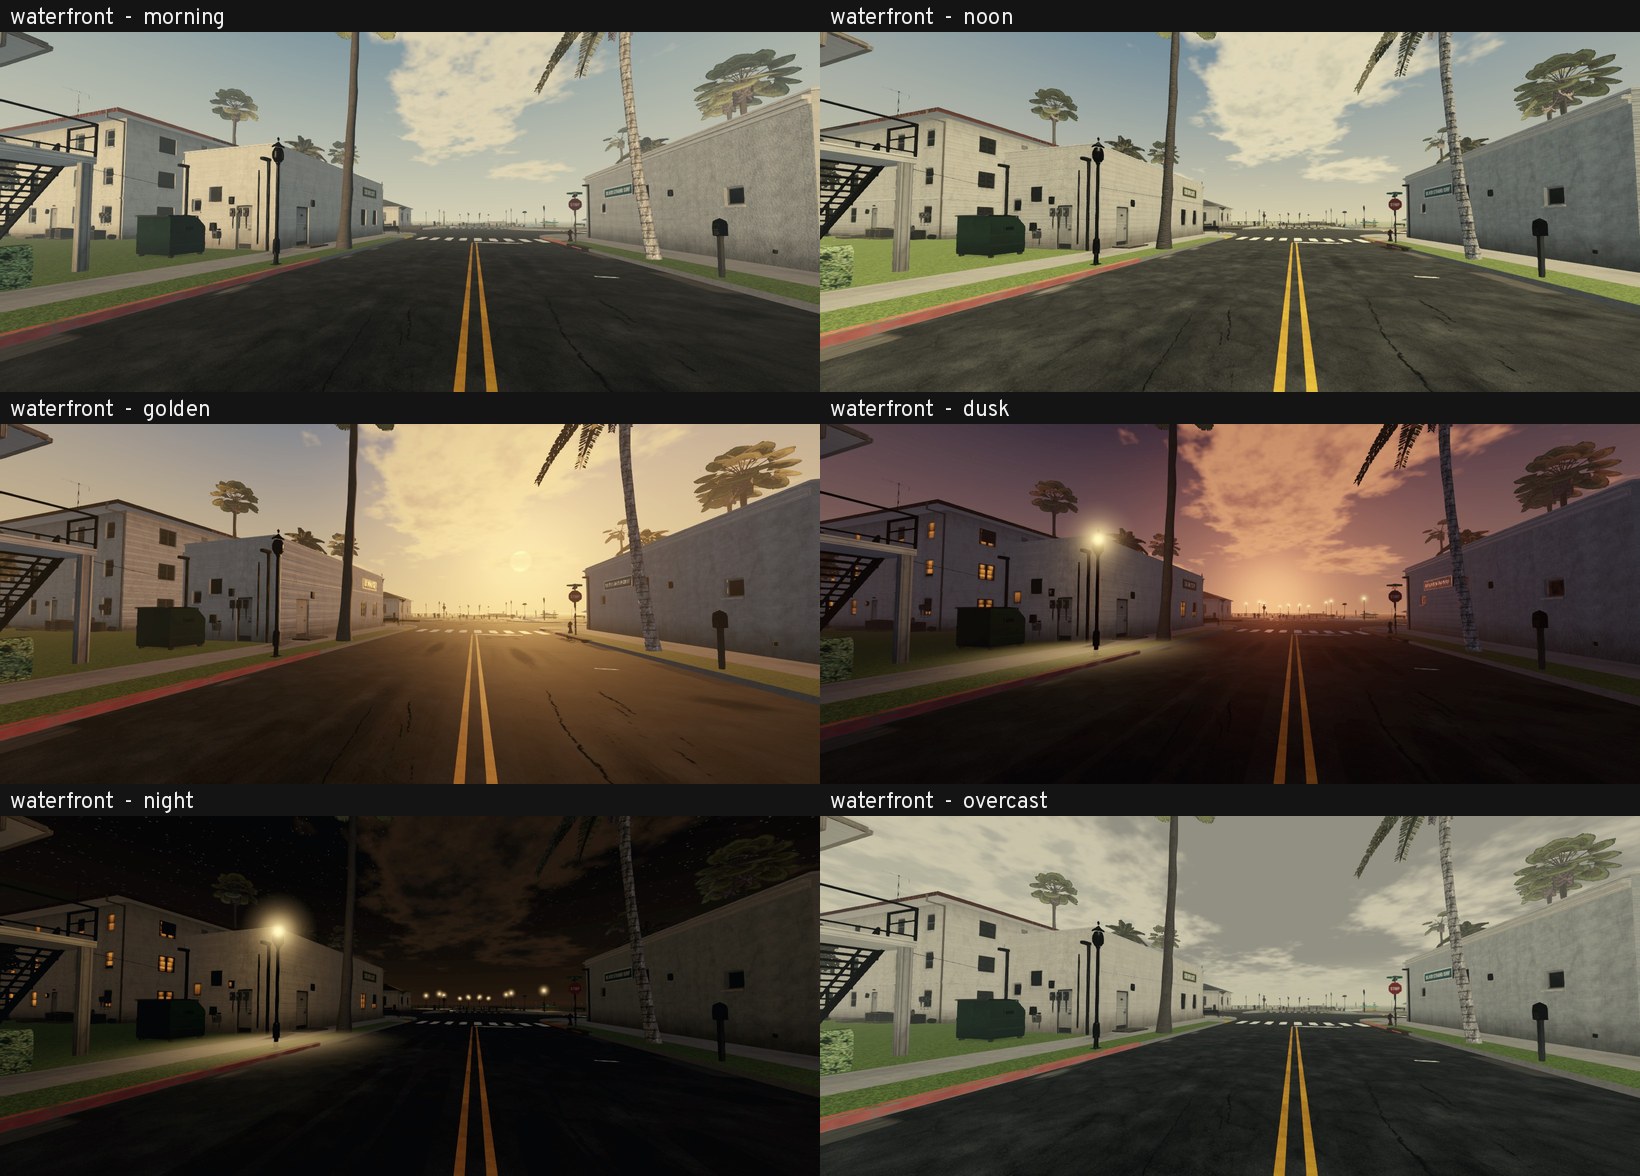 waterfront - morning
waterfront - noon
waterfront - golden
waterfront - dusk
waterfront - night
waterfront - overcast